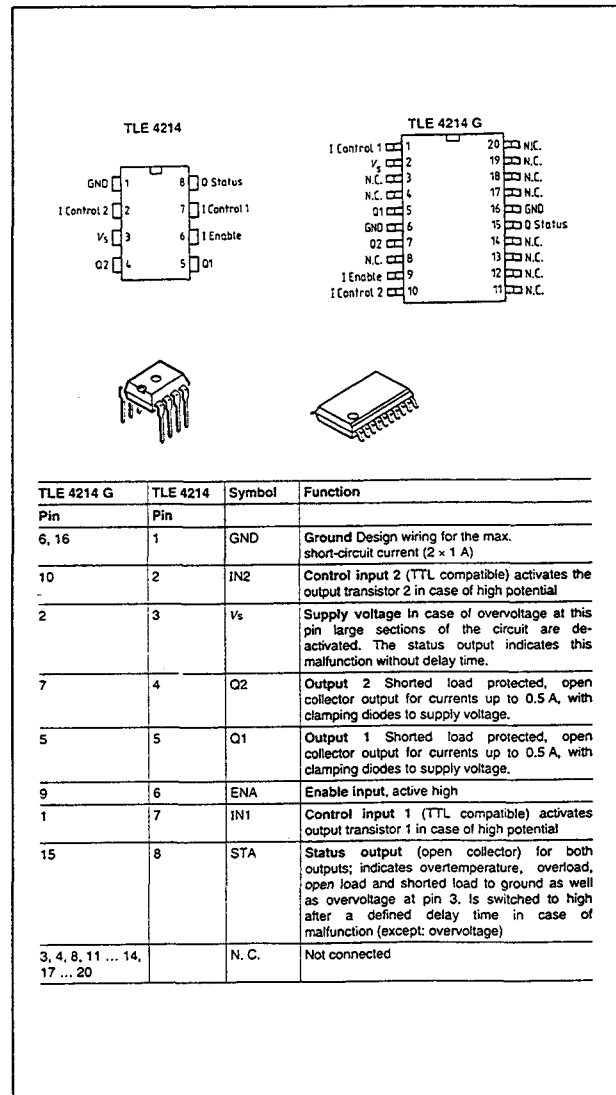 TLE 4214
GND 1
I Control 2 2
Vs 3
Q2 4
8 Q Status
7 I Control 1
6 I Enable
5 Q1
TLE 4214 G
I Control 1 1
Vs 2
N.C. 3
N.C. 4
Q1 5
GND 6
Q2 7
N.C. 8
I Enable 9
I Control 2 10
20 N.C.
19 N.C.
18 N.C.
17 N.C.
16 GND
15 Q Status
14 N.C.
13 N.C.
12 N.C.
11 N.C.
TLE 4214 G TLE 4214 Symbol Function
Pin Pin
6, 16 1 GND Ground Design wiring for the max.
short-circuit current (2 × 1 A)
10 2 IN2 Control input 2 (TTL compatible) activates the
output transistor 2 in case of high potential
2 3 Vs Supply voltage In case of overvoltage at this
pin large sections of the circuit are de-
activated. The status output indicates this
malfunction without delay time.
7 4 Q2 Output 2 Shorted load protected, open
collector output for currents up to 0.5 A, with
clamping diodes to supply voltage.
5 5 Q1 Output 1 Shorted load protected, open
collector output for currents up to 0.5 A, with
clamping diodes to supply voltage.
9 6 ENA Enable input, active high
1 7 IN1 Control input 1 (TTL compatible) activates
output transistor 1 in case of high potential
15 8 STA Status output (open collector) for both
outputs; indicates overtemperature, overload,
open load and shorted load to ground as well
as overvoltage at pin 3. Is switched to high
after a defined delay time in case of
malfunction (except: overvoltage)
3, 4, 8, 11 ... 14, N. C. Not connected
17 ... 20